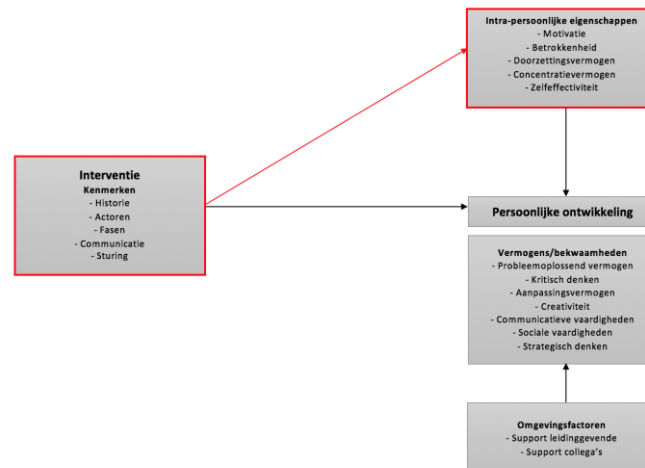 Intra-persoonlijke eigenschappen
- Motivatie
- Betrokkenheid
- Doorzettingsvermogen
- Concentratievermogen
- Zelfeffectiviteit
Interventie
Kenmerken
- Historie
- Actoren
- Fasen
- Communicatie
- Sturing
Persoonlijke ontwikkeling
Vermogens/bekwaamheden
- Probleemoplossend vermogen
- Kritisch denken
- Aanpassingsvermogen
- Creativiteit
- Communicatieve vaardigheden
- Sociale vaardigheden
- Strategisch denken
Omgevingsfactoren
- Support leidinggevende
- Support collega's